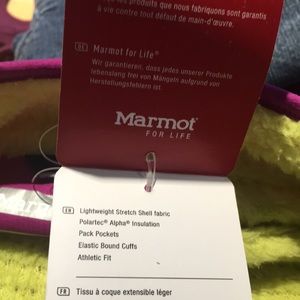 les produits que nous fabriquons sont garantis
à vie contre tout défaut de main-d'œuvre.
DE Marmot for Life®
Wir garantieren, dass jedes unserer Produkte
lebenslang frei von Mängeln aufgrund von
Herstellungsfehlern ist.
Marmot
FOR LIFE
EN Lightweight Stretch Shell fabric
Polartec® Alpha® Insulation
Pack Pockets
Elastic Bound Cuffs
Athletic Fit
FR Tissu à coque extensible léger